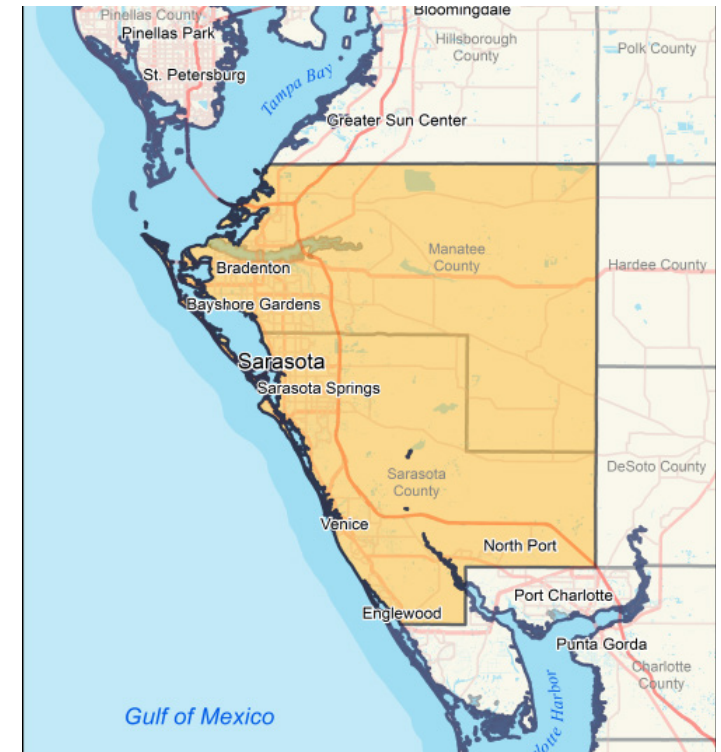 Pinellas County
Bloomingdale
Pinellas Park
Hillsborough
County
Polk County
St. Petersburg
Tampa Bay
Greater Sun Center
Manatee
County
Hardee County
Bradenton
Bayshore Gardens
Sarasota
Sarasota Springs
Sarasota
County
DeSoto County
Venice
North Port
Port Charlotte
Englewood
Punta Gorda
Charlotte
County
Gulf of Mexico
lotte Harbor